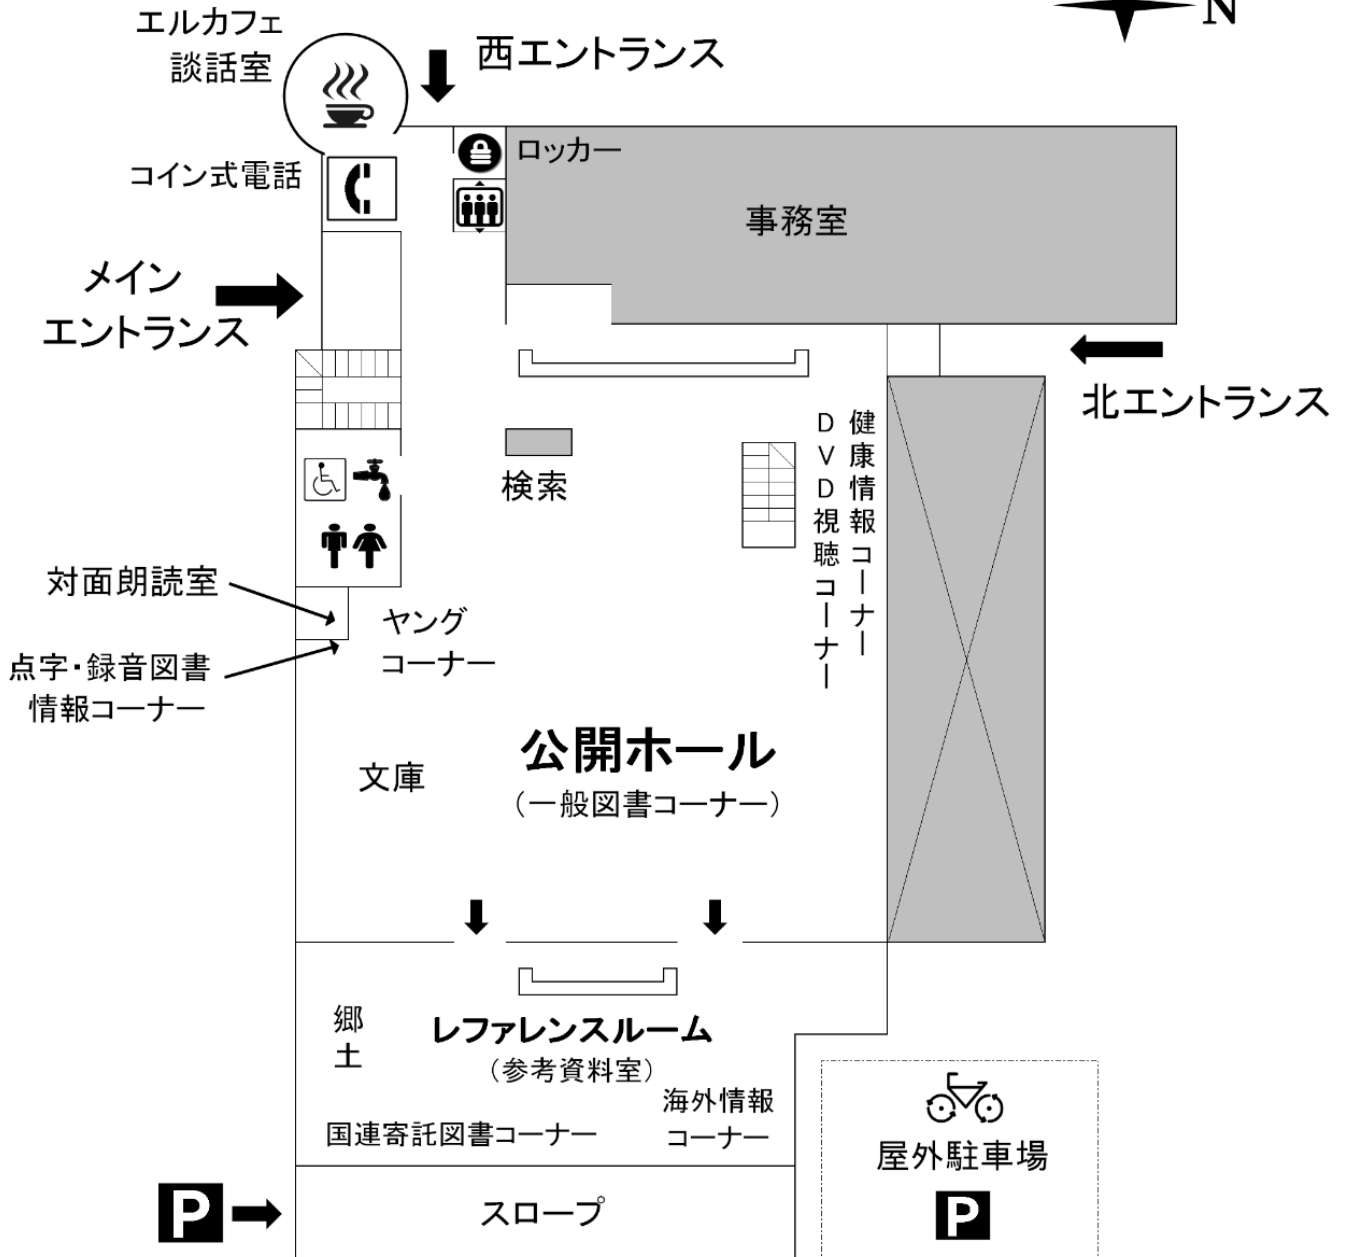 N
エルカフェ
談話室
西エントランス
コイン式電話
ロッカー
事務室
メイン
エントランス
北エントランス
検索
健康情報コーナー
DVD視聴コーナー
対面朗読室
点字・録音図書
情報コーナー
ヤング
コーナー
文庫
公開ホール
(一般図書コーナー)
郷土
レファレンスルーム
(参考資料室)
海外情報
コーナー
国連寄託図書コーナー
屋外駐車場
P
P
スロープ